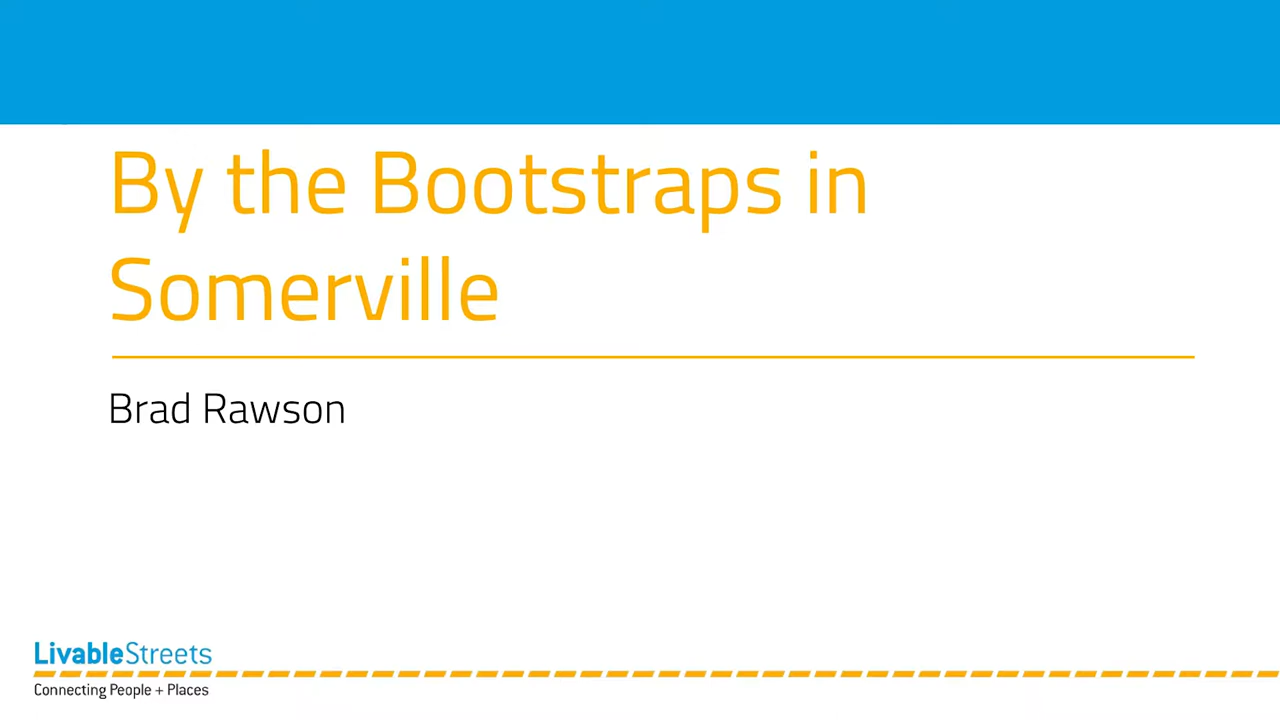 By the Bootstraps in
Somerville
Brad Rawson
LivableStreets
Connecting People + Places